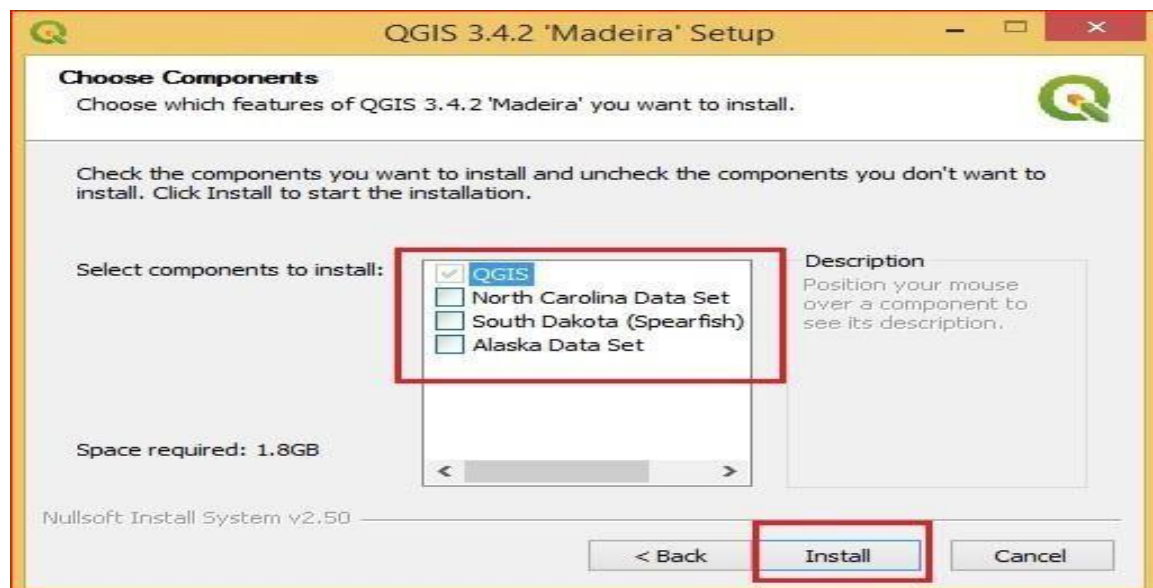 QGIS 3.4.2 'Madeira' Setup
Choose Components
Choose which features of QGIS 3.4.2 'Madeira' you want to install.
Check the components you want to install and uncheck the components you don't want to
install. Click Install to start the installation.
Select components to install:
QGIS
North Carolina Data Set
South Dakota (Spearfish)
Alaska Data Set
Description
Position your mouse
over a component to
see its description.
Space required: 1.8GB
Nullsoft Install System v2.50
< Back
Install
Cancel